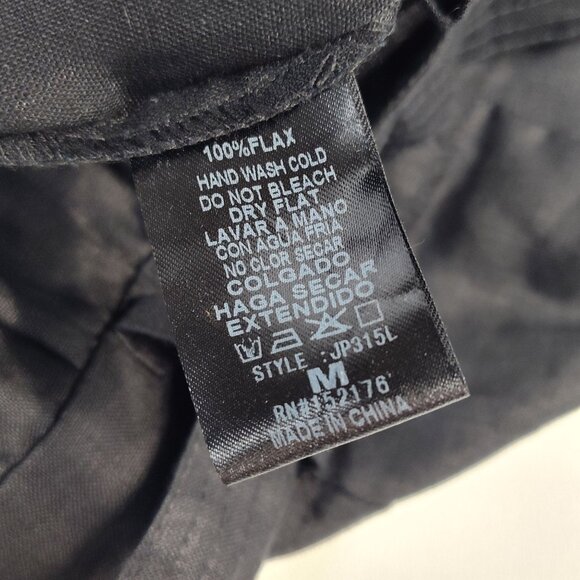 100%FLAX
HAND WASH COLD
DO NOT BLEACH
DRY FLAT
LAVAR A MANO
CON AGUA FRIA
NO CLOR SECAR
COLGADO
HAGA SECAR
EXTENDIDO
STYLE :JP315L
M
RN#152176
MADE IN CHINA